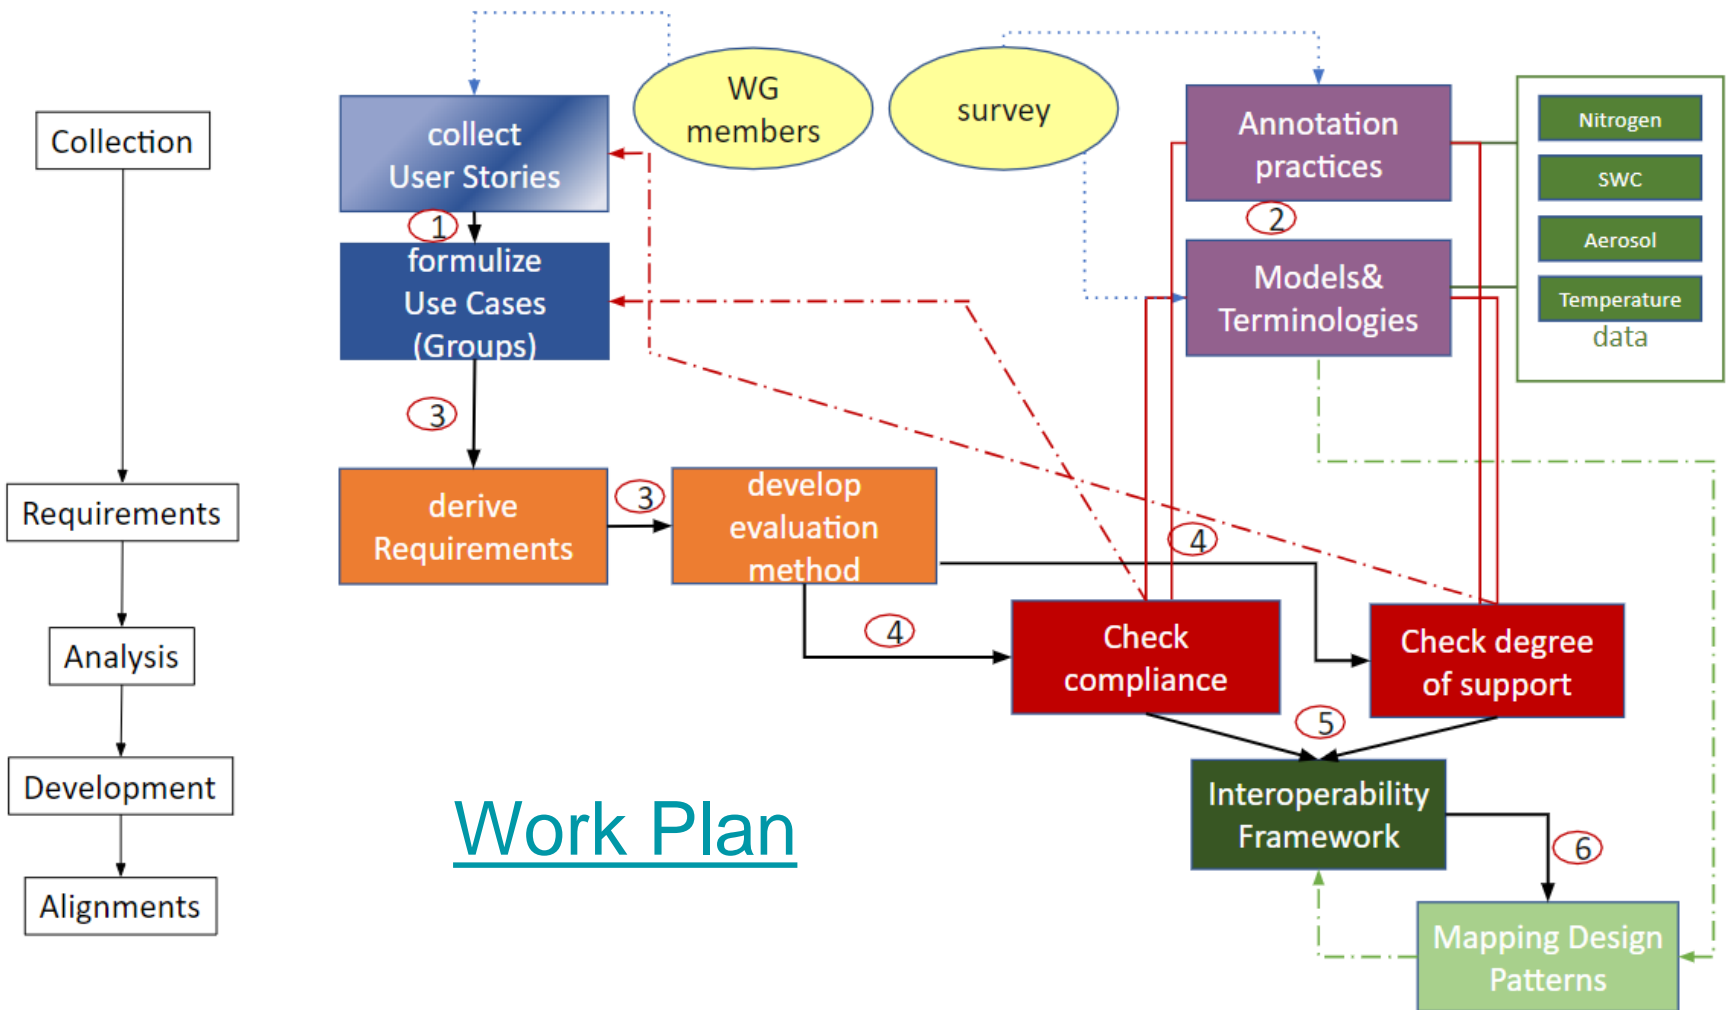 Collection
Requirements
Analysis
Development
Alignments
collect
User Stories
1
formulize
Use Cases
(Groups)
3
derive
Requirements
3
develop
evaluation
method
WG
members
survey
Annotation
practices
2
Models&
Terminologies
Nitrogen
SWC
Aerosol
Temperature
data
4
4
Check
compliance
Check degree
of support
5
Interoperability
Framework
6
Mapping Design
Patterns
Work Plan